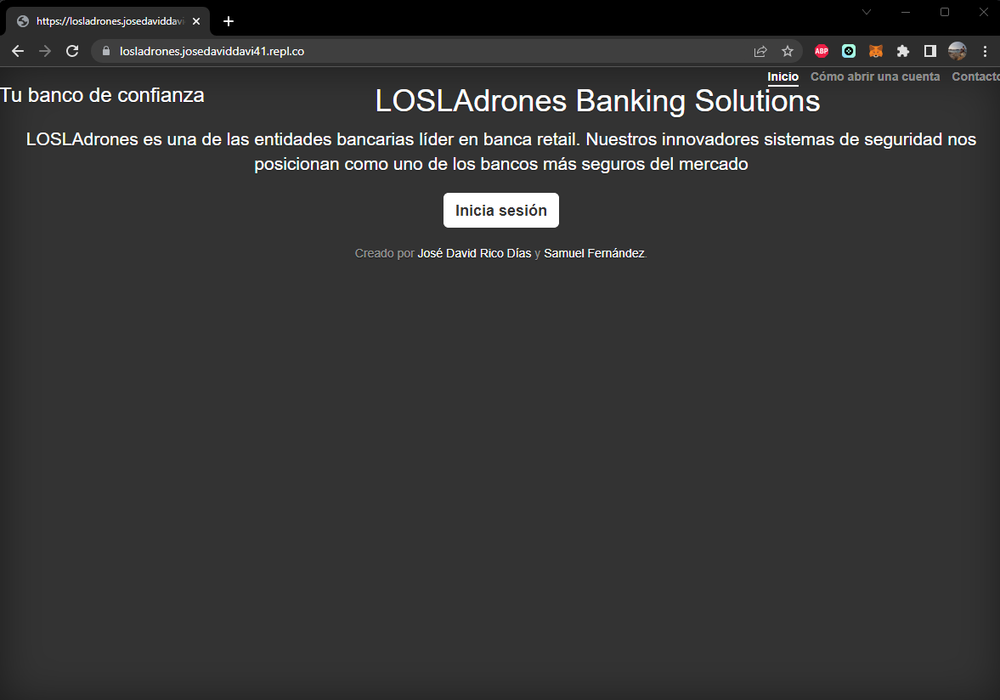 https://losladrones.josedaviddavi
losladrones.josedaviddavi41.repl.co
ABP
Inicio Cómo abrir una cuenta Contacto
Tu banco de confianza
LOSLAdrones Banking Solutions
LOSLAdrones es una de las entidades bancarias líder en banca retail. Nuestros innovadores sistemas de seguridad nos
posicionan como uno de los bancos más seguros del mercado
Inicia sesión
Creado por José David Rico Días y Samuel Fernández.